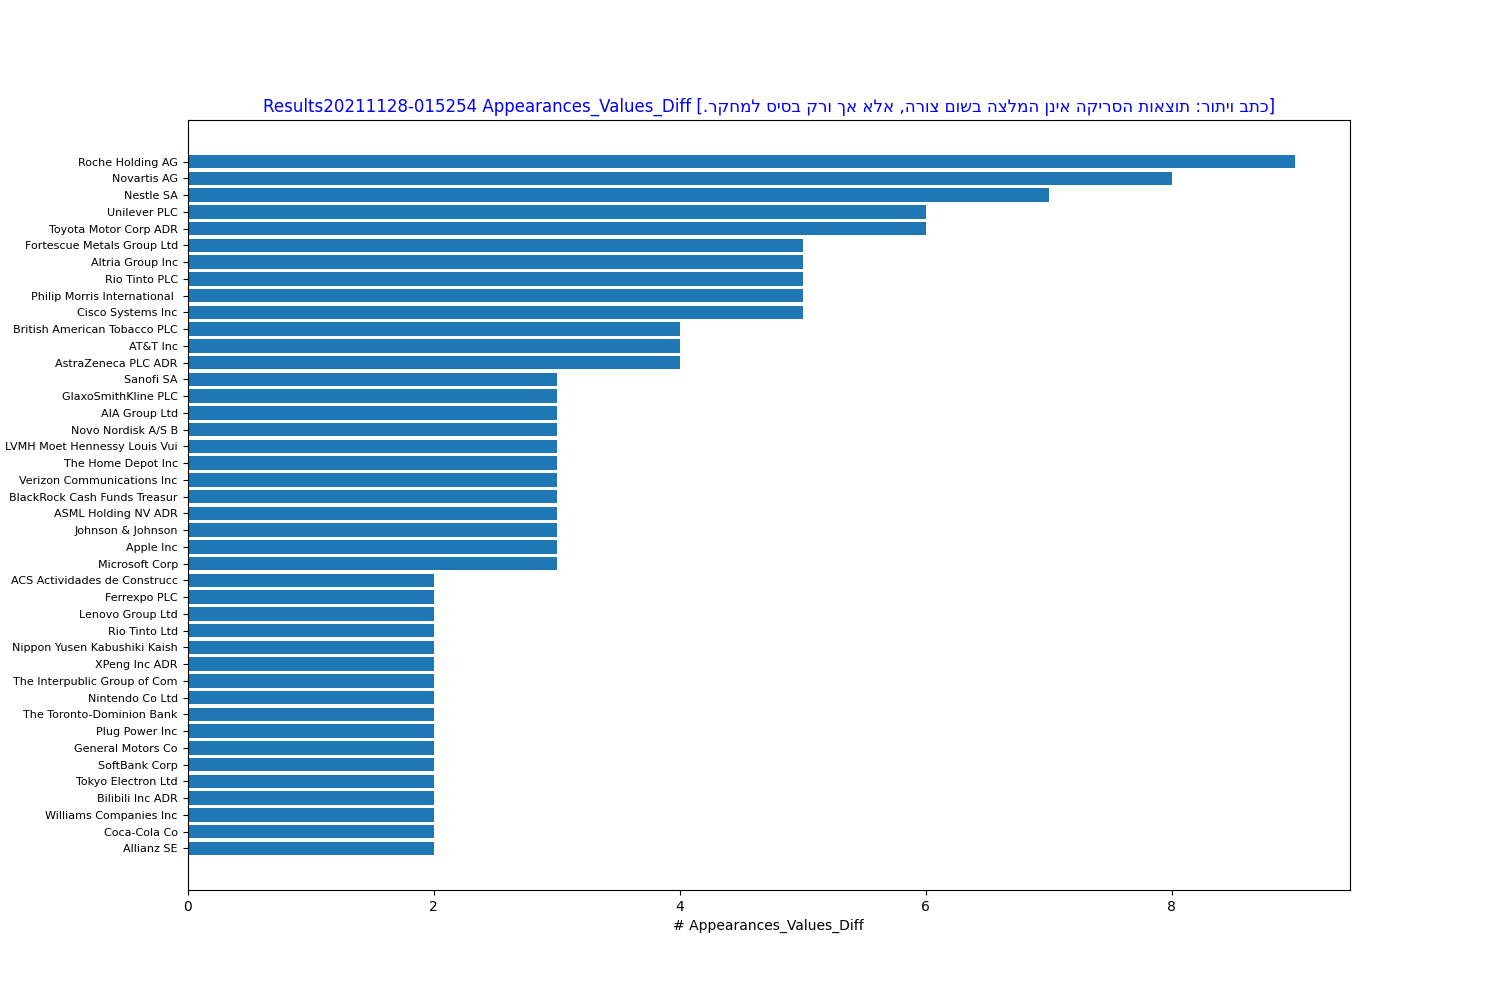 Results20211128-015254 Appearances_Values_Diff [כתב ויתור: תוצאות הסריקה אינן המלצה בשום צורה, אלא אך ורק בסיס למחקר.]
Roche Holding AG
Novartis AG
Nestle SA
Unilever PLC
Toyota Motor Corp ADR
Fortescue Metals Group Ltd
Altria Group Inc
Rio Tinto PLC
Philip Morris International
Cisco Systems Inc
British American Tobacco PLC
AT&T Inc
AstraZeneca PLC ADR
Sanofi SA
GlaxoSmithKline PLC
AIA Group Ltd
Novo Nordisk A/S B
LVMH Moet Hennessy Louis Vui
The Home Depot Inc
Verizon Communications Inc
BlackRock Cash Funds Treasur
ASML Holding NV ADR
Johnson & Johnson
Apple Inc
Microsoft Corp
ACS Actividades de Construcc
Ferrexpo PLC
Lenovo Group Ltd
Rio Tinto Ltd
Nippon Yusen Kabushiki Kaish
XPeng Inc ADR
The Interpublic Group of Com
Nintendo Co Ltd
The Toronto-Dominion Bank
Plug Power Inc
General Motors Co
SoftBank Corp
Tokyo Electron Ltd
Bilibili Inc ADR
Williams Companies Inc
Coca-Cola Co
Allianz SE
0 2 4 6 8
# Appearances_Values_Diff